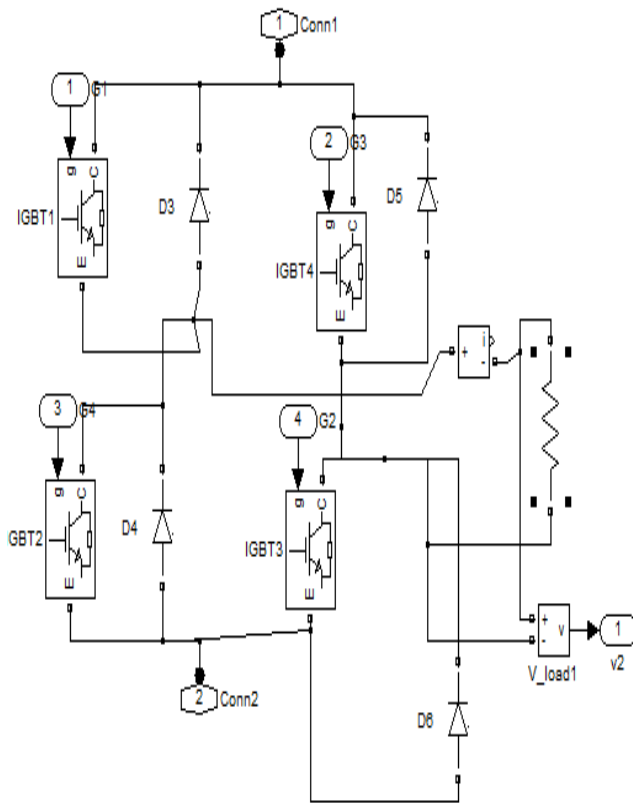 1 Conn1
1 G1
2 G3
g C
IGBT1
E
D3
D5
g C
IGBT4
E
i
+ -
3 G4
4 G2
g C
GBT2
E
D4
g C
IGBT3
E
+ v
-
1
V_load1
v2
2 Conn2
D6